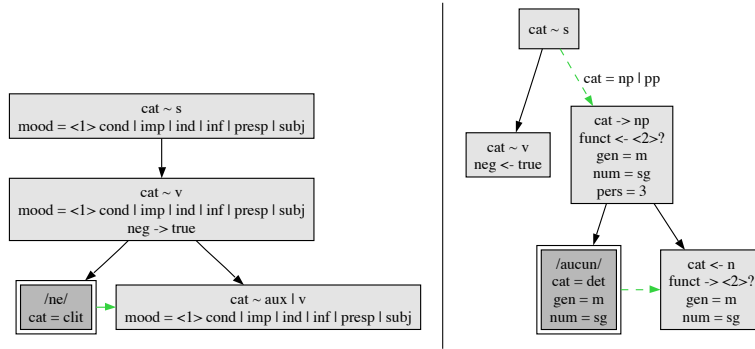 cat ~ s
mood = <1> cond | imp | ind | inf | presp | subj
cat ~ v
mood = <1> cond | imp | ind | inf | presp | subj
neg -> true
/ne/
cat = clit
cat ~ aux | v
mood = <1> cond | imp | ind | inf | presp | subj
cat ~ s
cat = np | pp
cat ~ v
neg <- true
cat -> np
funct <- <2>?
gen = m
num = sg
pers = 3
/aucun/
cat = det
gen = m
num = sg
cat <- n
funct -> <2>?
gen = m
num = sg